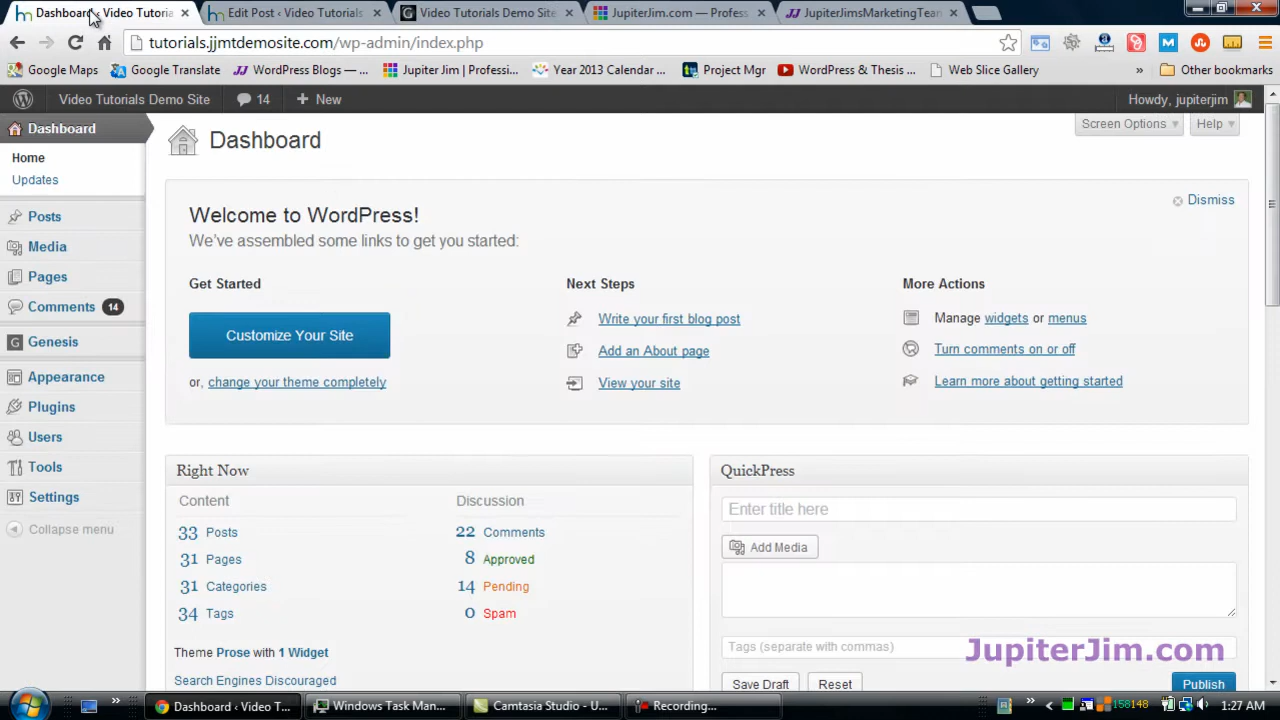 Dashboard ‹ Video Tutoria
Edit Post ‹ Video Tutorials
Video Tutorials Demo Site
JupiterJim.com — Profess
JupiterJimsMarketingTean
tutorials.jjmtdemosite.com/wp-admin/index.php
Google Maps
Google Translate
WordPress Blogs — ...
Jupiter Jim | Professi...
Year 2013 Calendar ...
Project Mgr
WordPress & Thesis ...
Web Slice Gallery
»
Other bookmarks
Video Tutorials Demo Site
14
+ New
Howdy, jupiterjim
Dashboard
Home
Updates
Posts
Media
Pages
Comments 14
Genesis
Appearance
Plugins
Users
Tools
Settings
Collapse menu
Dashboard
Screen Options
Help
Welcome to WordPress!
Dismiss
We've assembled some links to get you started:
Get Started
Customize Your Site
or, change your theme completely
Next Steps
Write your first blog post
Add an About page
View your site
More Actions
Manage widgets or menus
Turn comments on or off
Learn more about getting started
Right Now
Content
33 Posts
31 Pages
31 Categories
34 Tags
Discussion
22 Comments
8 Approved
14 Pending
0 Spam
Theme Prose with 1 Widget
Search Engines Discouraged
QuickPress
Enter title here
Add Media
Tags (separate with commas)
Save Draft
Reset
Publish
JupiterJim.com
»
Dashboard ‹ Video T...
Windows Task Man...
Camtasia Studio - U...
Recording...
»
158148
1:27 AM